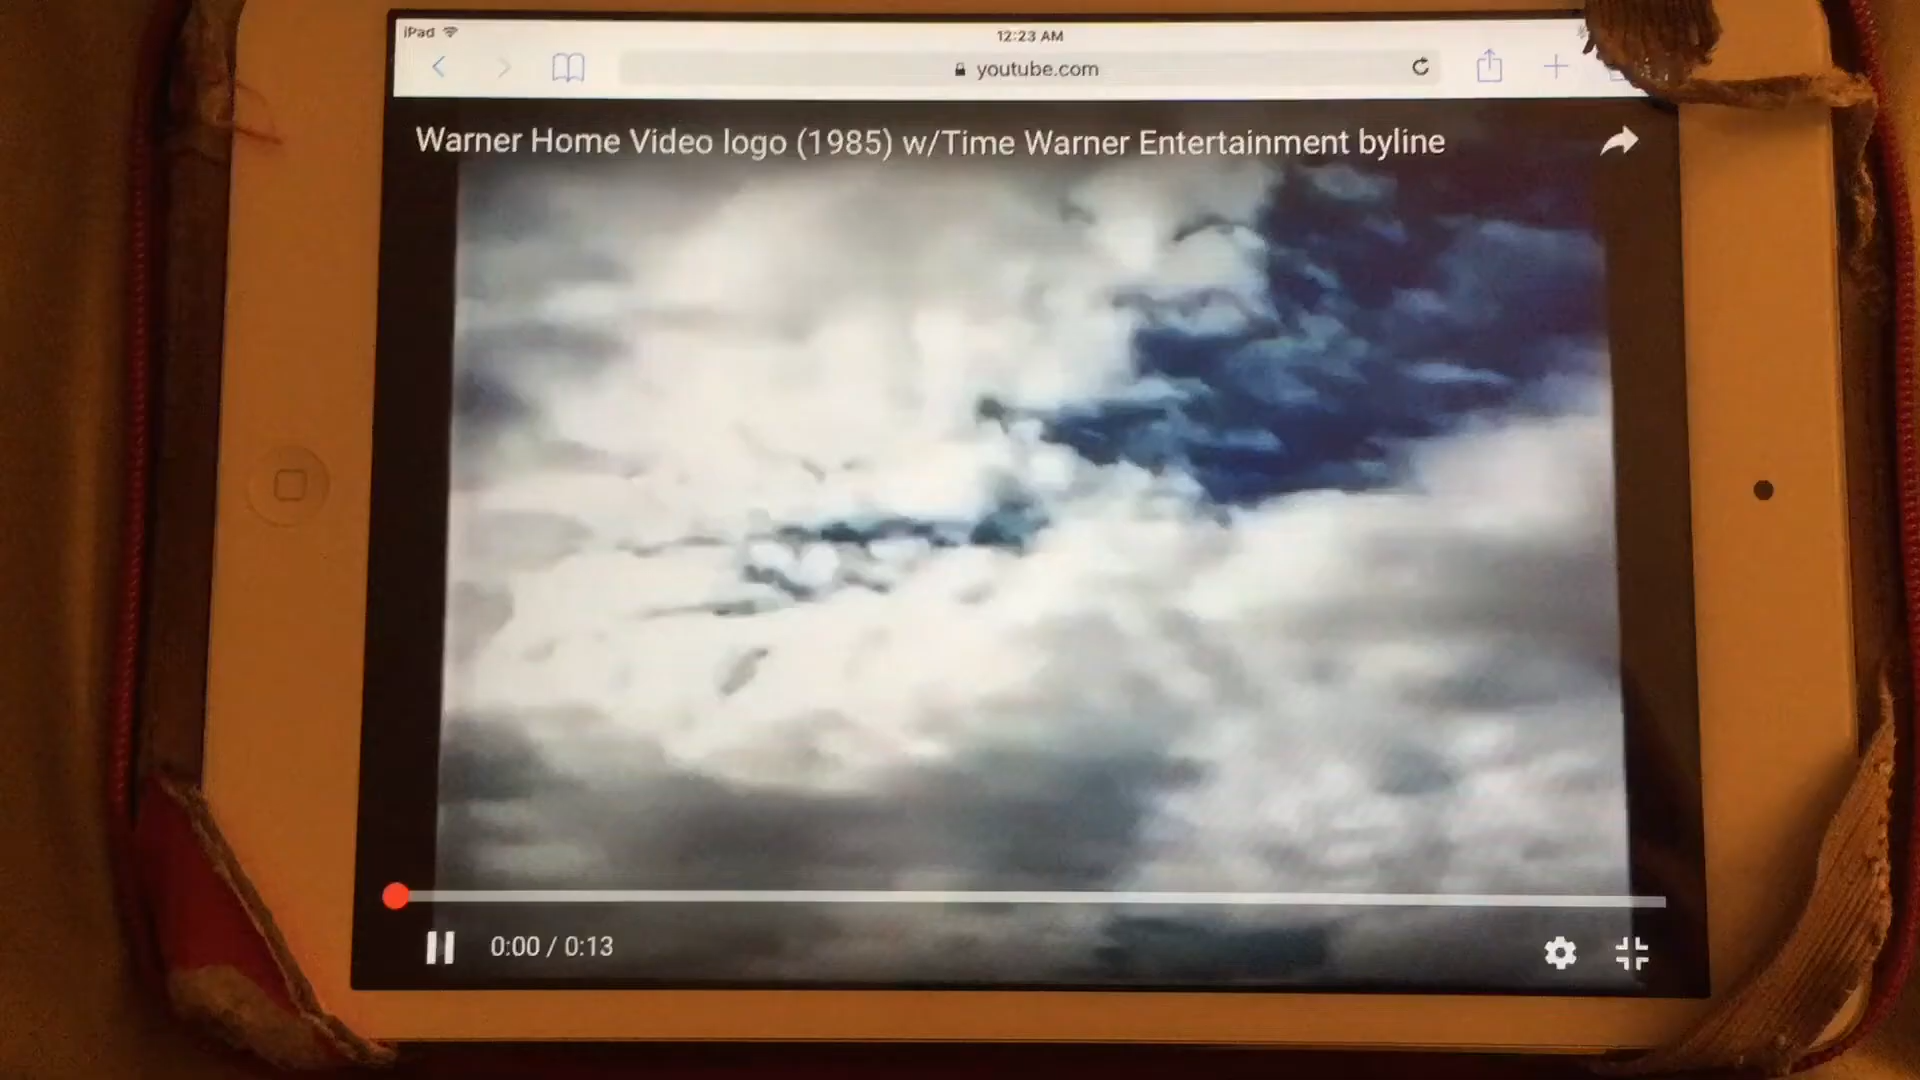 iPad
12:23 AM
youtube.com
Warner Home Video logo (1985) w/Time Warner Entertainment byline
0:00 / 0:13